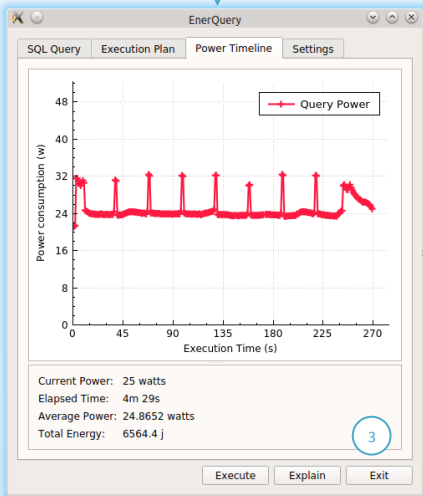 EnerQuery
SQL Query Execution Plan Power Timeline Settings
Query Power
48
40
32
24
16
8
0
Power consumption (w)
0 45 90 135 180 225 270
Execution Time (s)
Current Power: 25 watts
Elapsed Time: 4m 29s
Average Power: 24.8652 watts
Total Energy: 6564.4 j
3
Execute Explain Exit